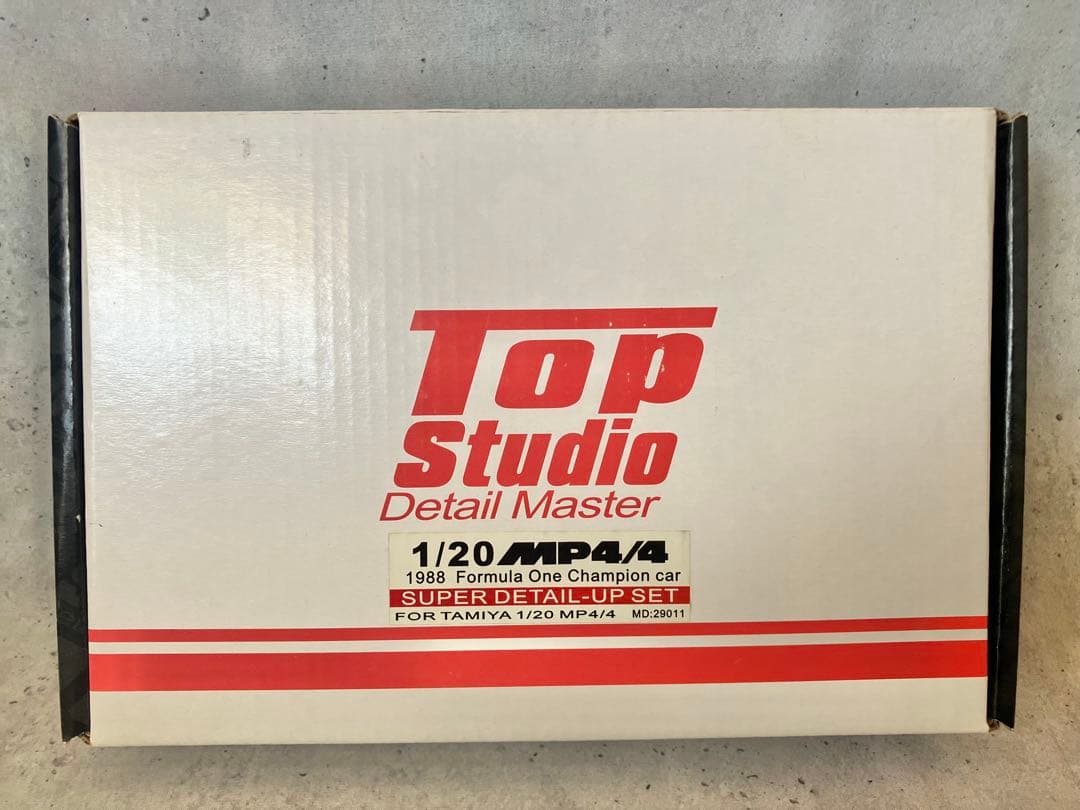 Top
Studio
Detail Master
1/20 MP4/4
1988 Formula One Champion car
SUPER DETAIL-UP SET
FOR TAMIYA 1/20 MP4/4 MD:29011